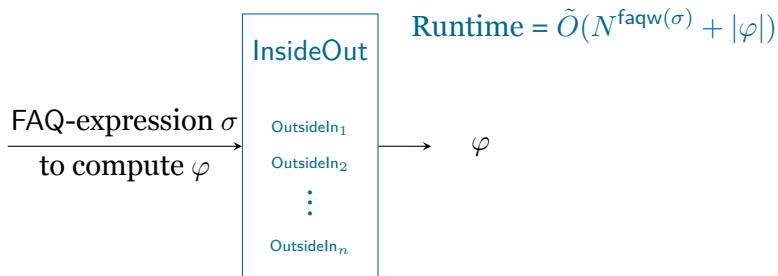 Runtime = Õ(N^faqw(σ) + |φ|)
InsideOut
FAQ-expression σ
to compute φ
OutsideIn₁
OutsideIn₂
⋮
OutsideInₙ
φ